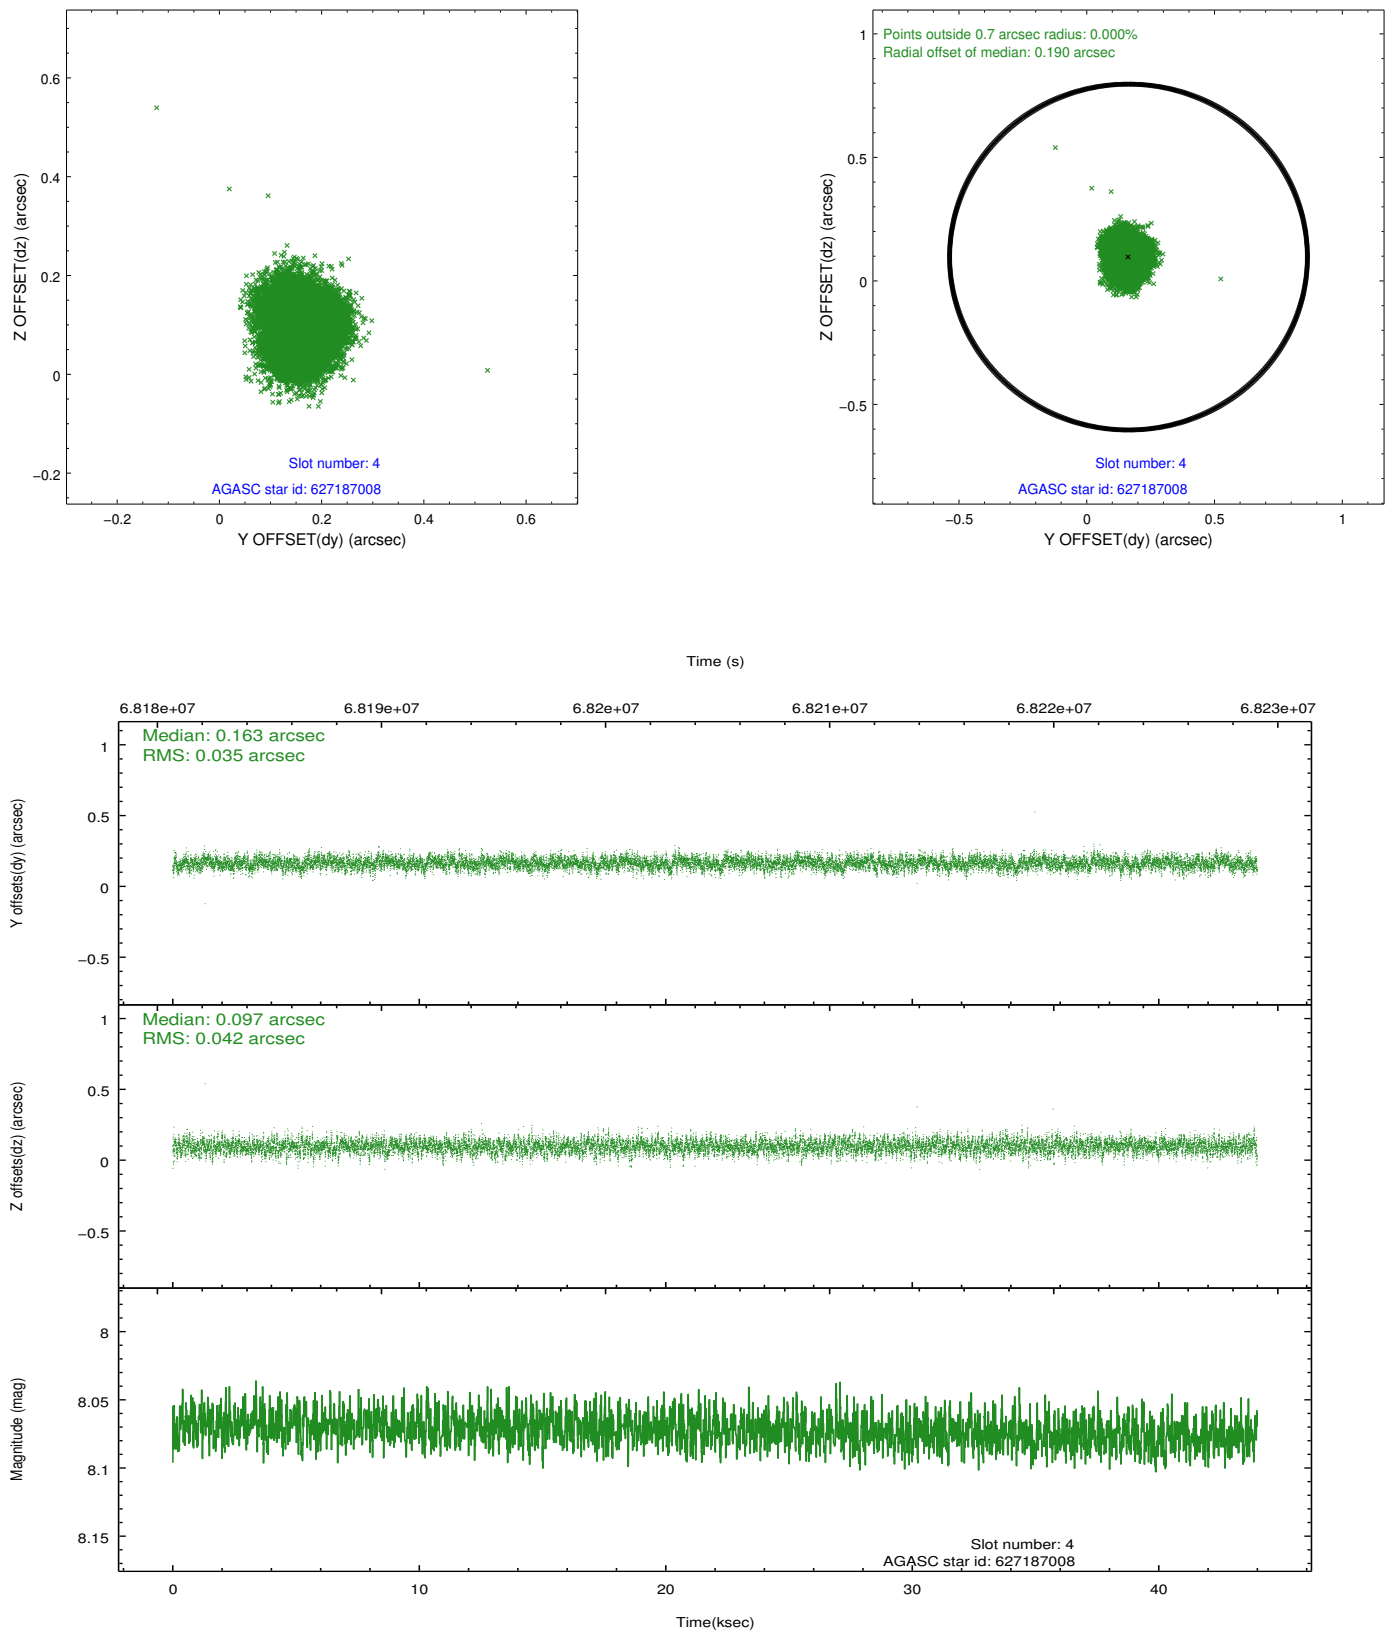 0.6
0.4
0.2
0
−0.2
Z OFFSET(dz) (arcsec)
Slot number: 4
AGASC star id: 627187008
−0.2 0 0.2 0.4 0.6
Y OFFSET(dy) (arcsec)
Points outside 0.7 arcsec radius: 0.000%
Radial offset of median: 0.190 arcsec
1
0.5
0
−0.5
Z OFFSET(dz) (arcsec)
Slot number: 4
AGASC star id: 627187008
−0.5 0 0.5 1
Y OFFSET(dy) (arcsec)
Time (s)
6.818e+07 6.819e+07 6.82e+07 6.821e+07 6.822e+07 6.823e+07
Median: 0.163 arcsec
RMS: 0.035 arcsec
1
0.5
0
−0.5
Y offsets(dy) (arcsec)
Median: 0.097 arcsec
RMS: 0.042 arcsec
1
0.5
0
−0.5
Z offsets(dz) (arcsec)
8
8.05
8.1
8.15
Magnitude (mag)
Slot number: 4
AGASC star id: 627187008
0 10 20 30 40
Time(ksec)